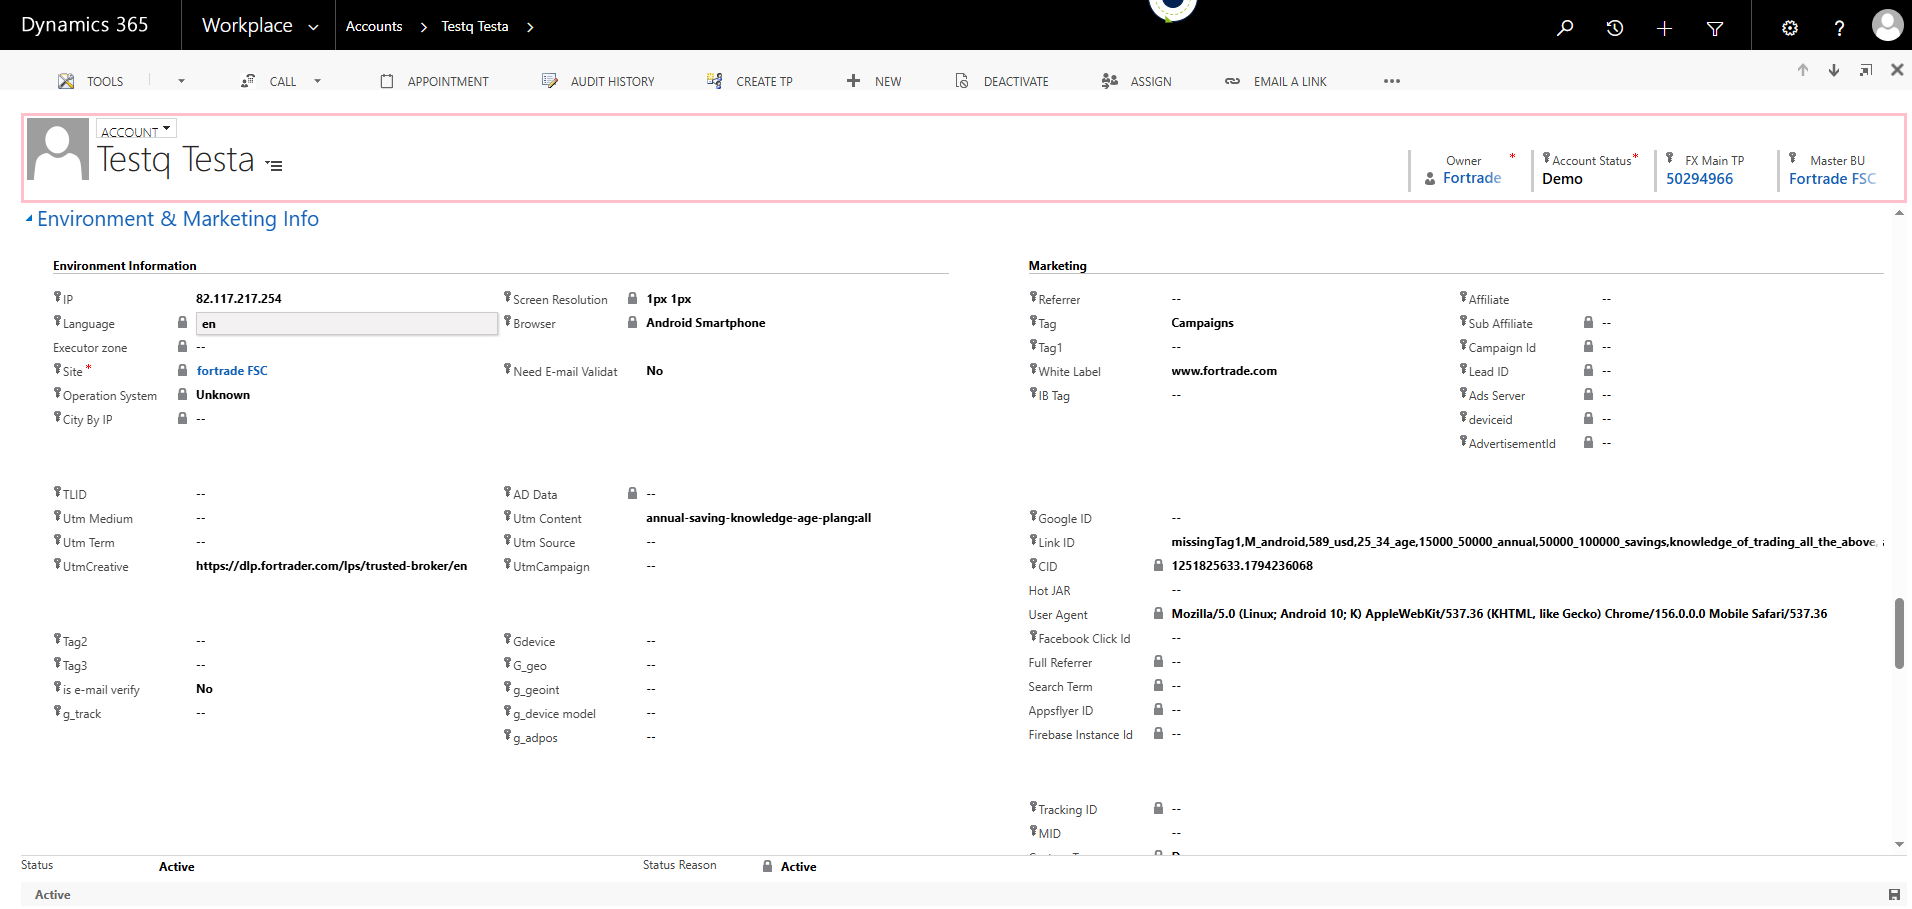 Dynamics 365 Workplace Accounts Testq Testa
TOOLS CALL APPOINTMENT AUDIT HISTORY CREATE TP NEW DEACTIVATE ASSIGN EMAIL A LINK
ACCOUNT
Testq Testa
Owner * Account Status* FX Main TP Master BU
Fortrade Demo 50294966 Fortrade FSC
Environment & Marketing Info
Environment Information
IP 82.117.217.254 Screen Resolution 1px 1px
Language en Browser Android Smartphone
Executor zone --
Site * fortrade FSC Need E-mail Validat No
Operation System Unknown
City By IP --
TLID -- AD Data --
Utm Medium -- Utm Content annual-saving-knowledge-age-plang:all
Utm Term -- Utm Source --
UtmCreative https://dlp.fortrader.com/lps/trusted-broker/en UtmCampaign --
Tag2 -- Gdevice --
Tag3 -- G_geo --
is e-mail verify No g_geoint --
g_track -- g_device model --
g_adpos --
Marketing
Referrer -- Affiliate --
Tag Campaigns Sub Affiliate --
Tag1 -- Campaign Id --
White Label www.fortrade.com Lead ID --
IB Tag -- Ads Server --
deviceid --
AdvertisementId --
Google ID --
Link ID missingTag1,M_android,589_usd,25_34_age,15000_50000_annual,50000_100000_savings,knowledge_of_trading_all_the_above,
CID 1251825633.1794236068
Hot JAR --
User Agent Mozilla/5.0 (Linux; Android 10; K) AppleWebKit/537.36 (KHTML, like Gecko) Chrome/156.0.0.0 Mobile Safari/537.36
Facebook Click Id --
Full Referrer --
Search Term --
Appsflyer ID --
Firebase Instance Id --
Tracking ID --
MID --
Status Active Status Reason Active
Active